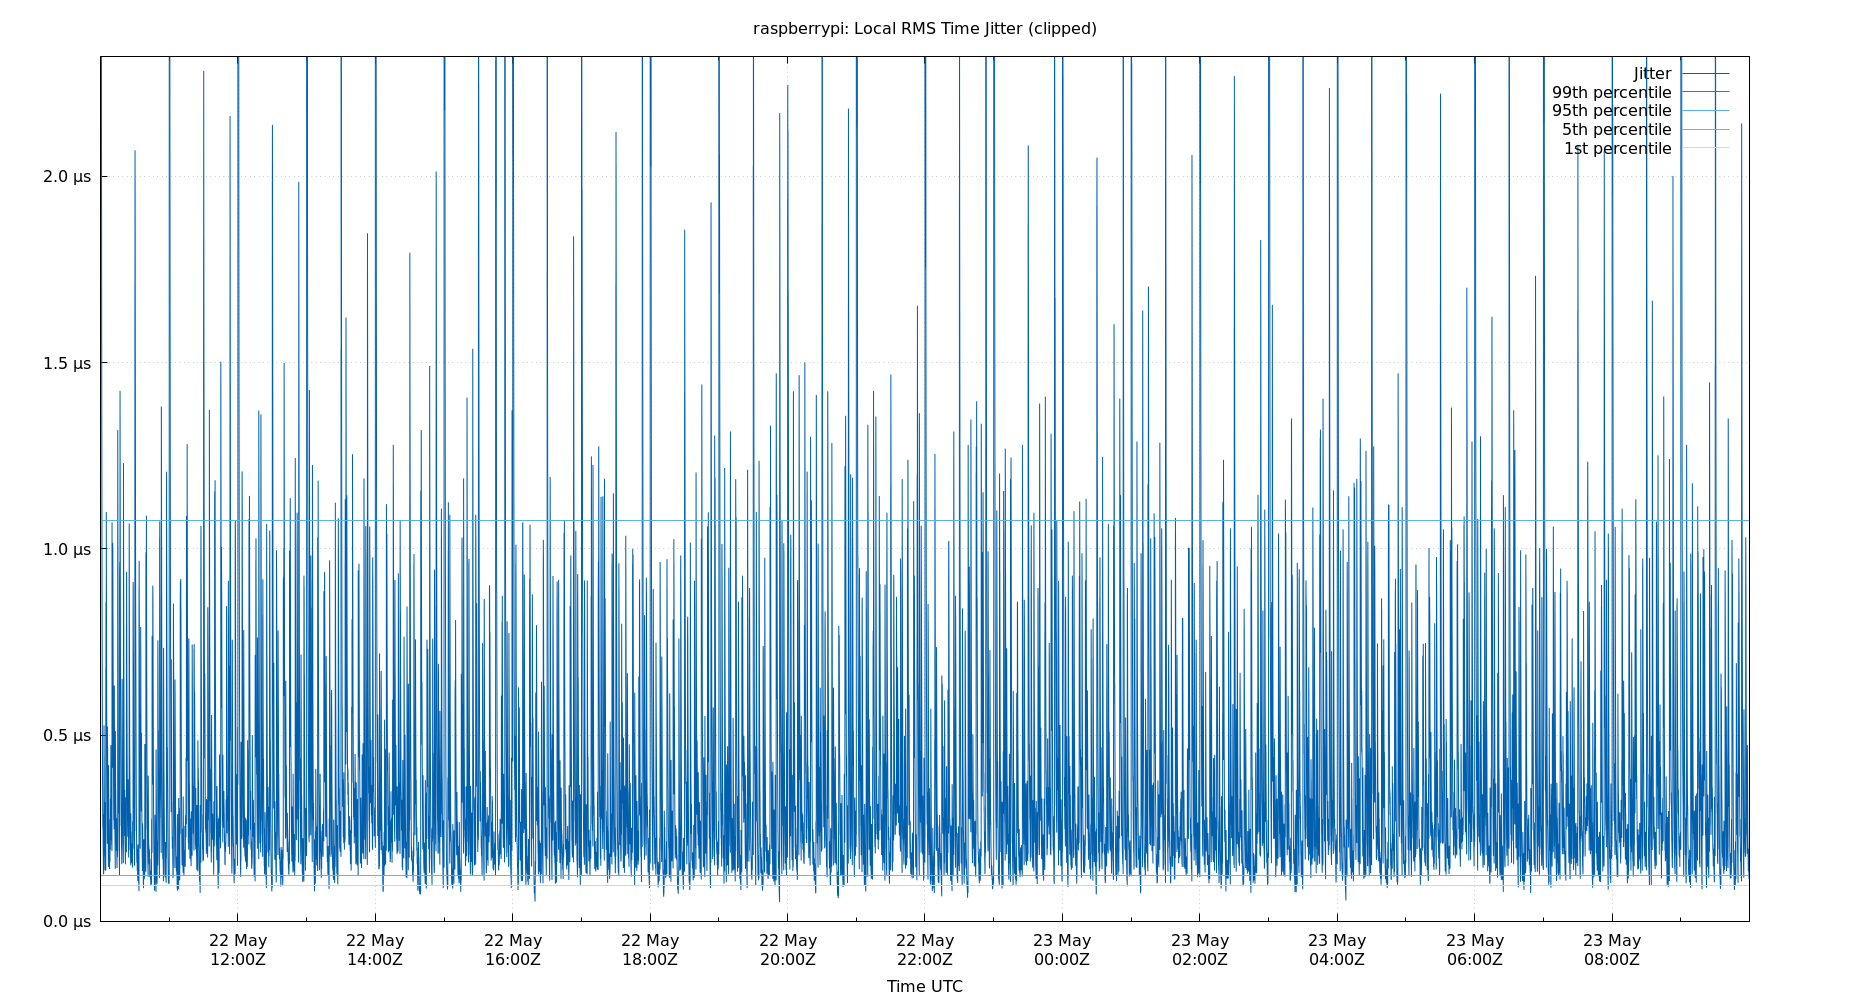 raspberrypi: Local RMS Time Jitter (clipped)
Jitter
99th percentile
95th percentile
5th percentile
1st percentile
2.0 µs
1.5 µs
1.0 µs
0.5 µs
0.0 µs
22 May 22 May 22 May 22 May 22 May 22 May 23 May 23 May 23 May 23 May 23 May
12:00Z 14:00Z 16:00Z 18:00Z 20:00Z 22:00Z 00:00Z 02:00Z 04:00Z 06:00Z 08:00Z
Time UTC